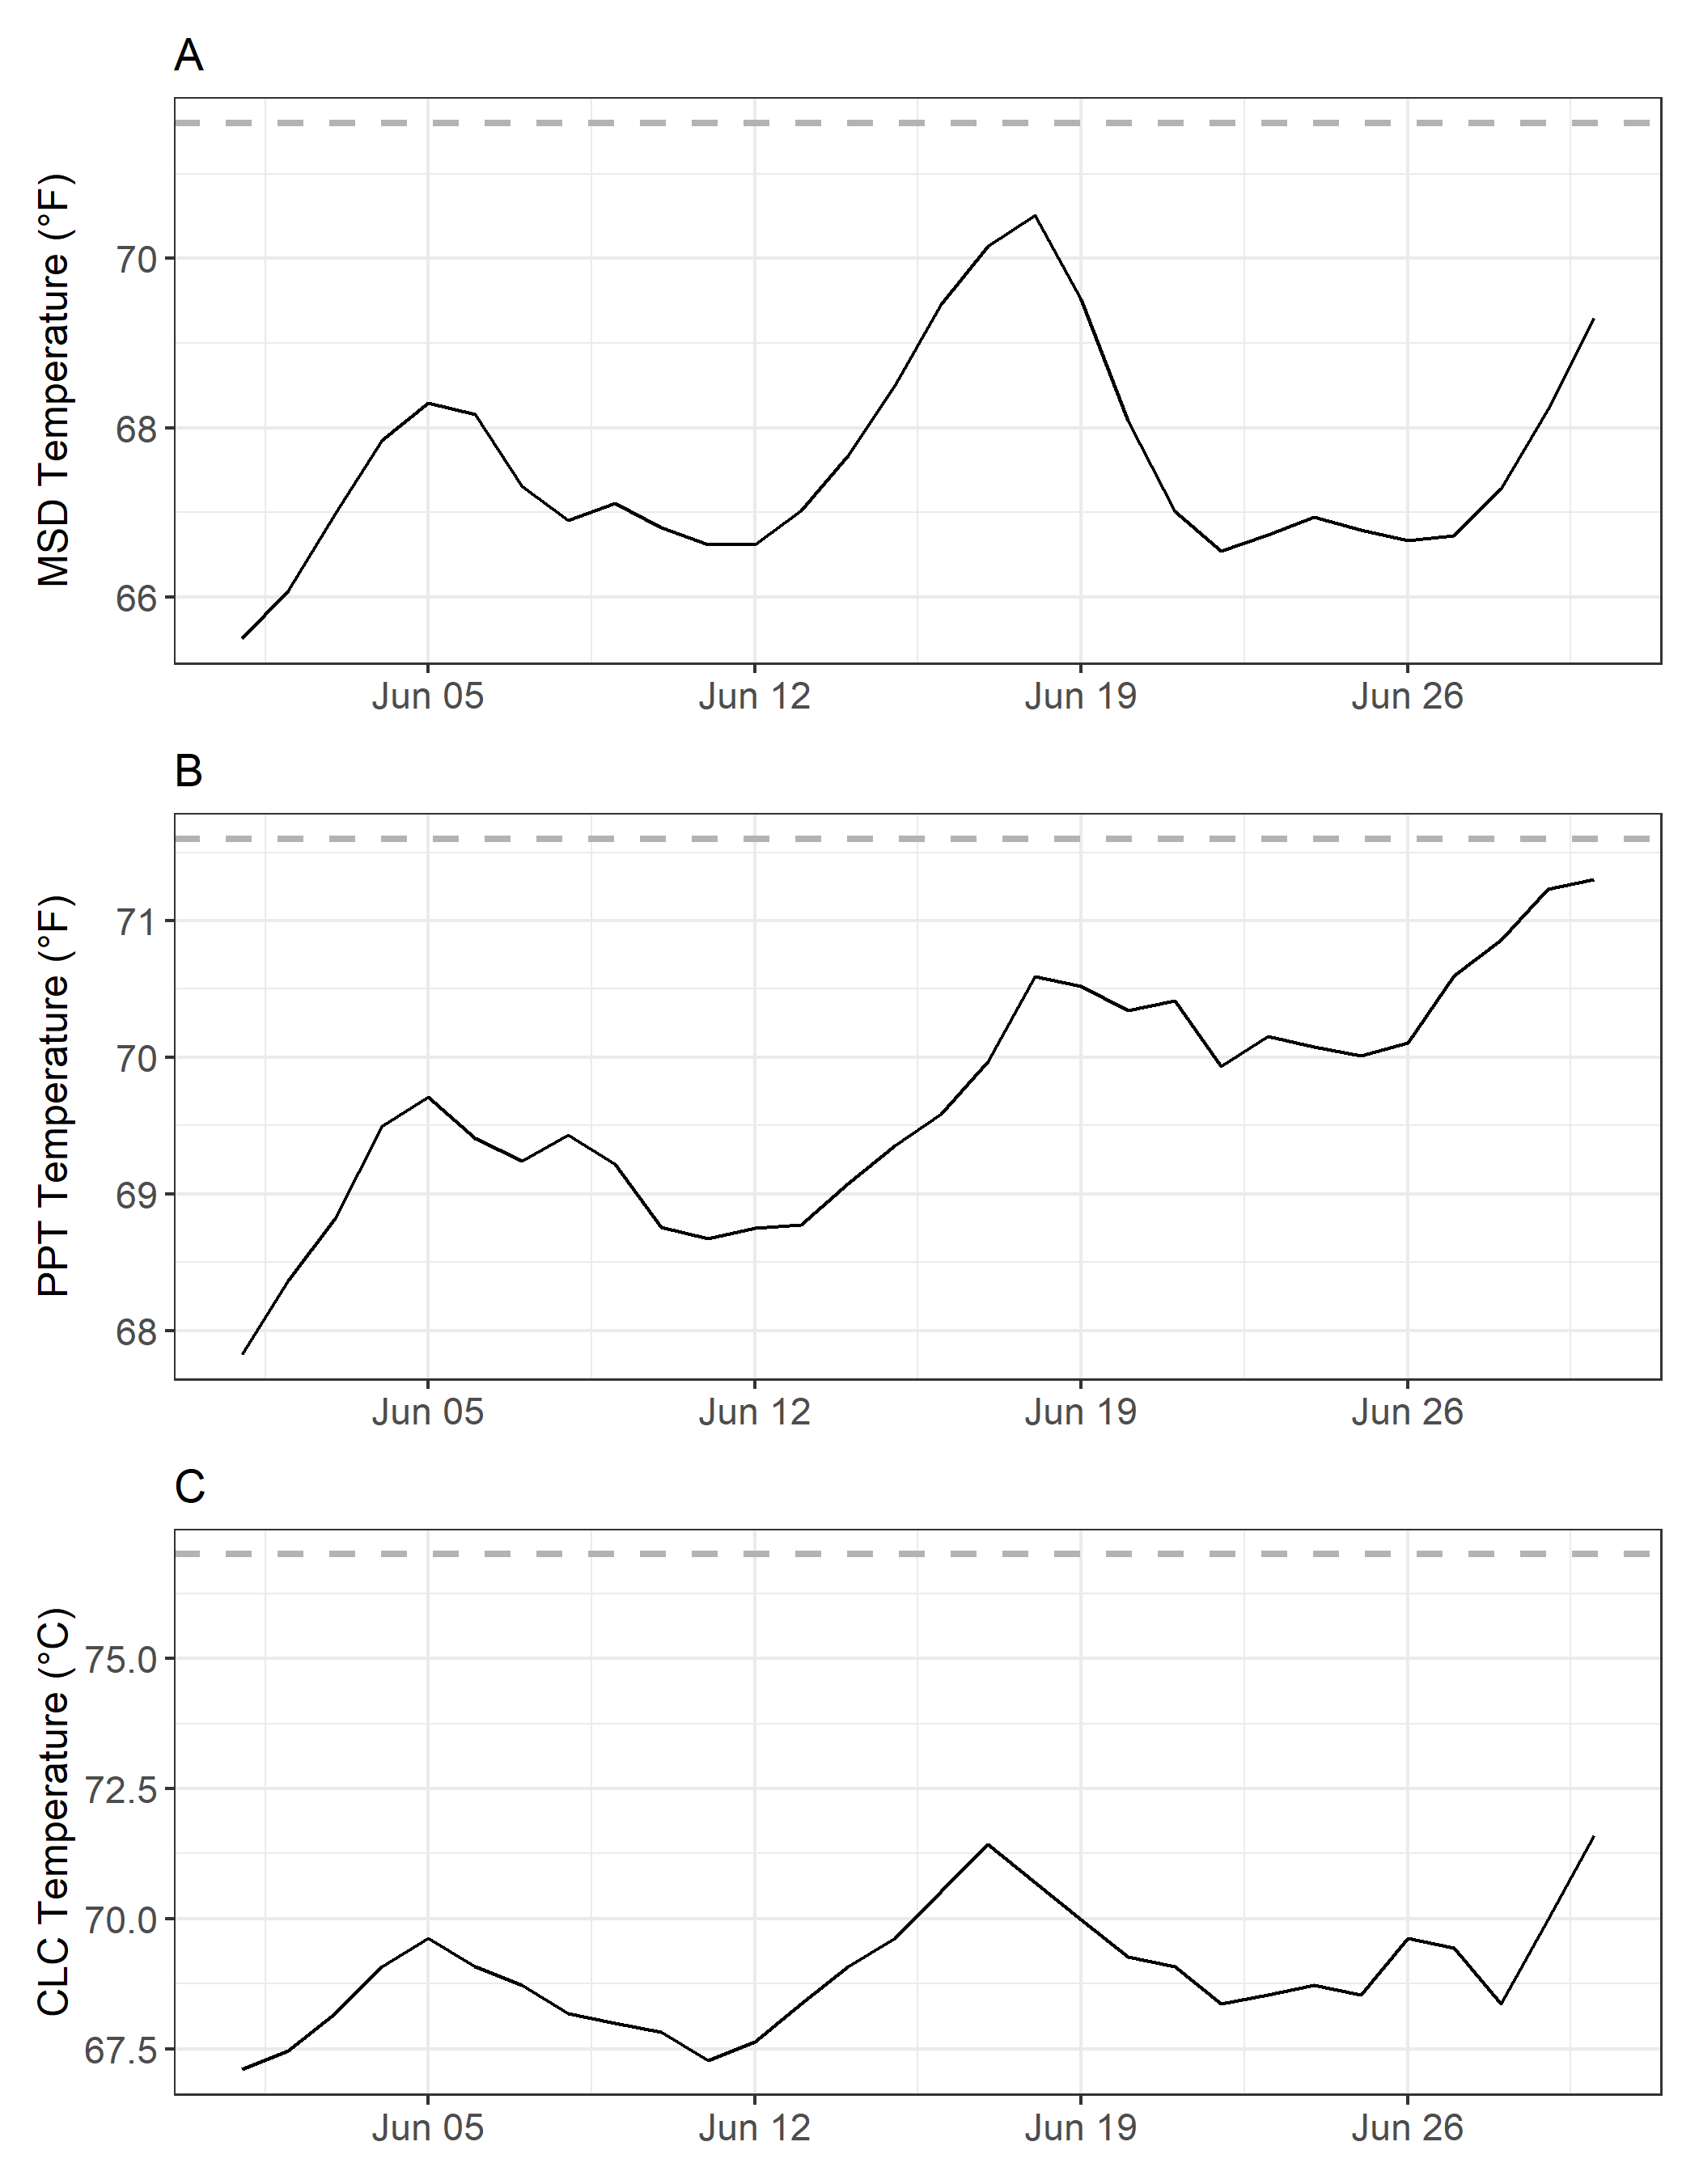 A
MSD Temperature (°F)
70
68
66
Jun 05 Jun 12 Jun 19 Jun 26
B
PPT Temperature (°F)
71
70
69
68
Jun 05 Jun 12 Jun 19 Jun 26
C
CLC Temperature (°C)
75.0
72.5
70.0
67.5
Jun 05 Jun 12 Jun 19 Jun 26